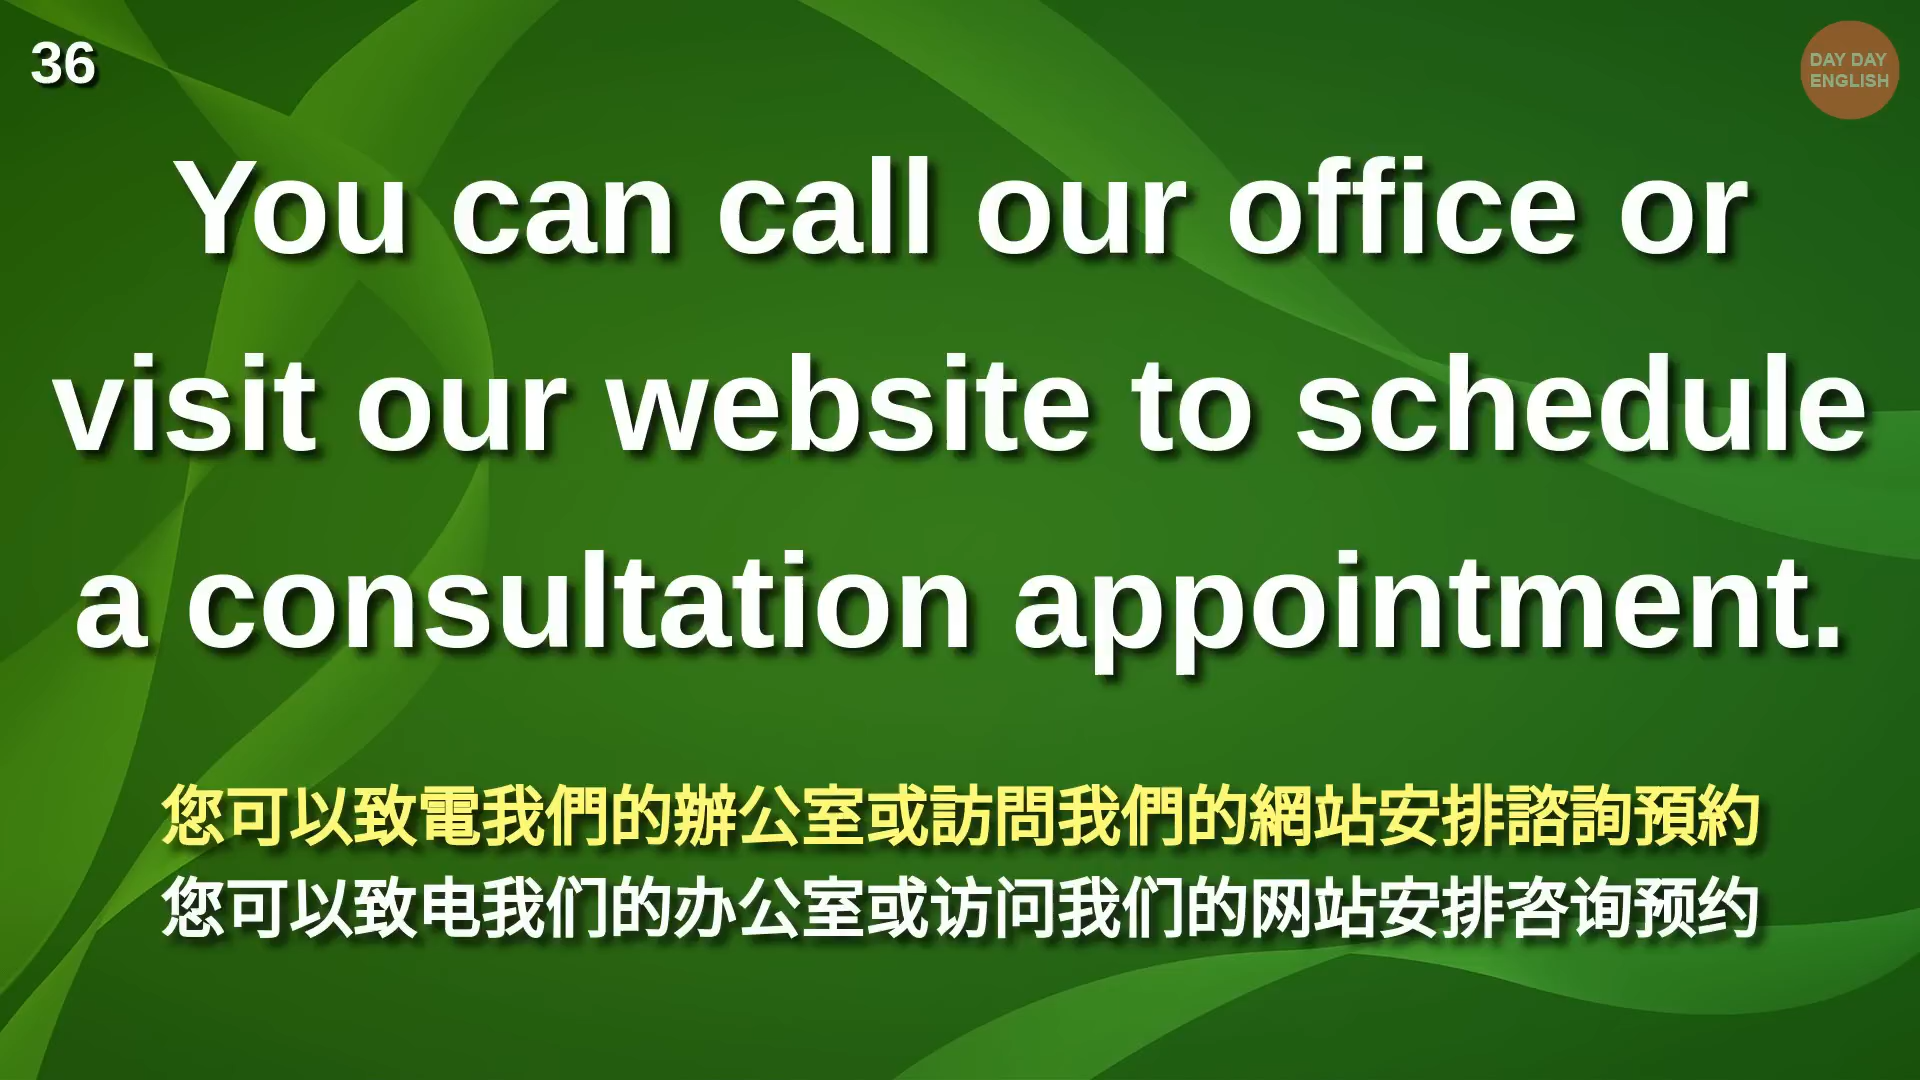 36
DAY DAY
ENGLISH
You can call our office or
visit our website to schedule
a consultation appointment.
您可以致電我們的辦公室或訪問我們的網站安排諮詢預約
您可以致电我们的办公室或访问我们的网站安排咨询预约